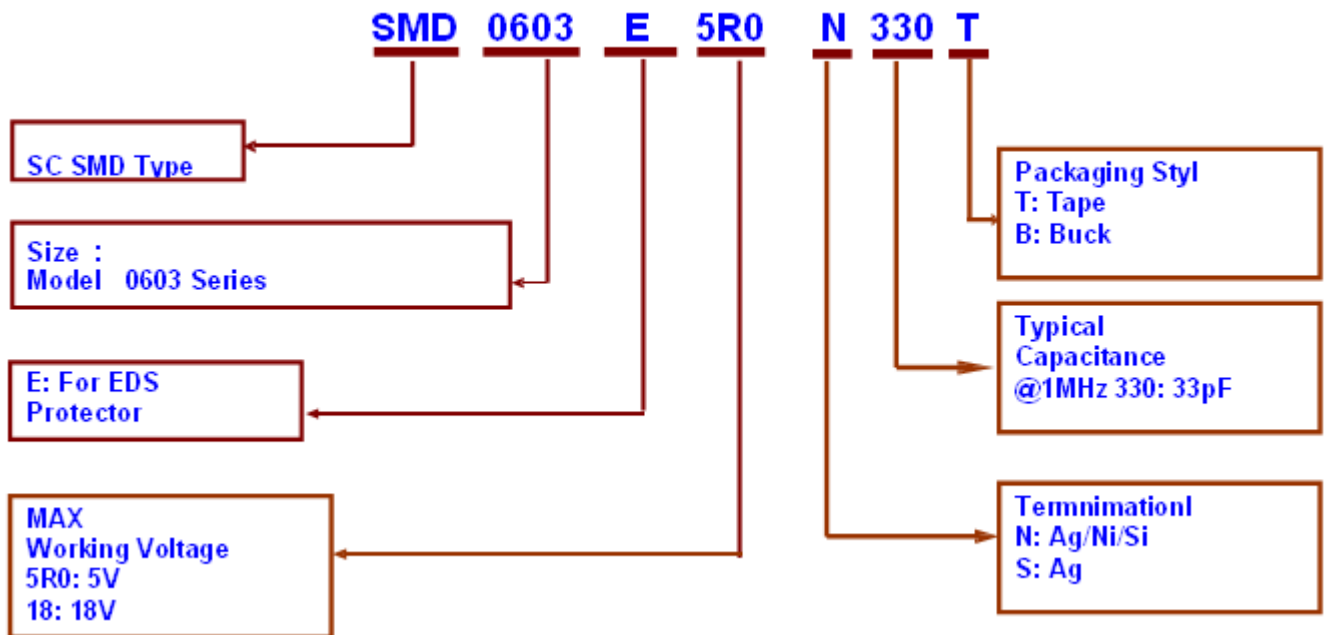 SMD 0603 E 5R0 N 330 T
SC SMD Type
Size :
Model 0603 Series
E: For EDS
Protector
MAX
Working Voltage
5R0: 5V
18: 18V
Packaging Styl
T: Tape
B: Buck
Typical
Capacitance
@1MHz 330: 33pF
Termnimationl
N: Ag/Ni/Si
S: Ag